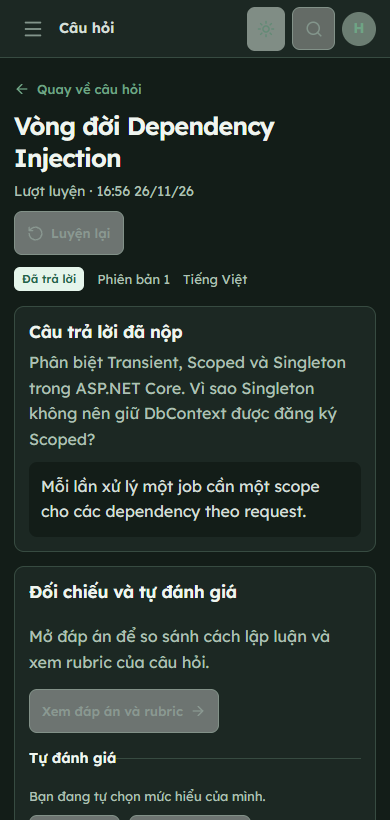 Câu hỏi
H
Quay về câu hỏi
Vòng đời Dependency
Injection
Lượt luyện · 16:56 26/11/26
Luyện lại
Đã trả lời Phiên bản 1 Tiếng Việt
Câu trả lời đã nộp
Phân biệt Transient, Scoped và Singleton
trong ASP.NET Core. Vì sao Singleton
không nên giữ DbContext được đăng ký
Scoped?
Mỗi lần xử lý một job cần một scope
cho các dependency theo request.
Đối chiếu và tự đánh giá
Mở đáp án để so sánh cách lập luận và
xem rubric của câu hỏi.
Xem đáp án và rubric
Tự đánh giá
Bạn đang tự chọn mức hiểu của mình.